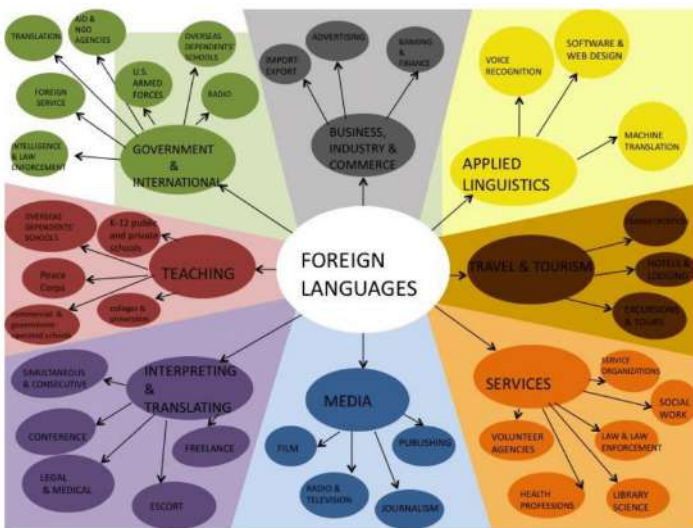 FOREIGN
LANGUAGES
GOVERNMENT
&
INTERNATIONAL
TRANSLATION
AID &
NGO
AGENCIES
OVERSEAS
DEPENDENTS'
SCHOOLS
U.S.
ARMED
FORCES
RADIO
FOREIGN
SERVICE
INTELLIGENCE
& LAW
ENFORCEMENT
BUSINESS,
INDUSTRY &
COMMERCE
IMPORT-
EXPORT
ADVERTISING
BANKING
&
FINANCE
APPLIED
LINGUISTICS
VOICE
RECOGNITION
SOFTWARE &
WEB DESIGN
MACHINE
TRANSLATION
TEACHING
OVERSEAS
DEPENDENTS'
SCHOOLS
K-12 public
and private
schools
Peace
Corps
commercial &
government-
operated schools
colleges &
universities
TRAVEL & TOURISM
HOTELS &
LODGING
EXCURSIONS
& TOURS
INTERPRETING
&
TRANSLATING
SIMULTANEOUS
& CONSECUTIVE
CONFERENCE
LEGAL
& MEDICAL
ESCORT
FREELANCE
MEDIA
FILM
RADIO &
TELEVISION
JOURNALISM
PUBLISHING
SERVICES
SERVICE
ORGANIZATIONS
SOCIAL
WORK
VOLUNTEER
AGENCIES
LAW & LAW
ENFORCEMENT
HEALTH
PROFESSIONS
LIBRARY
SCIENCE